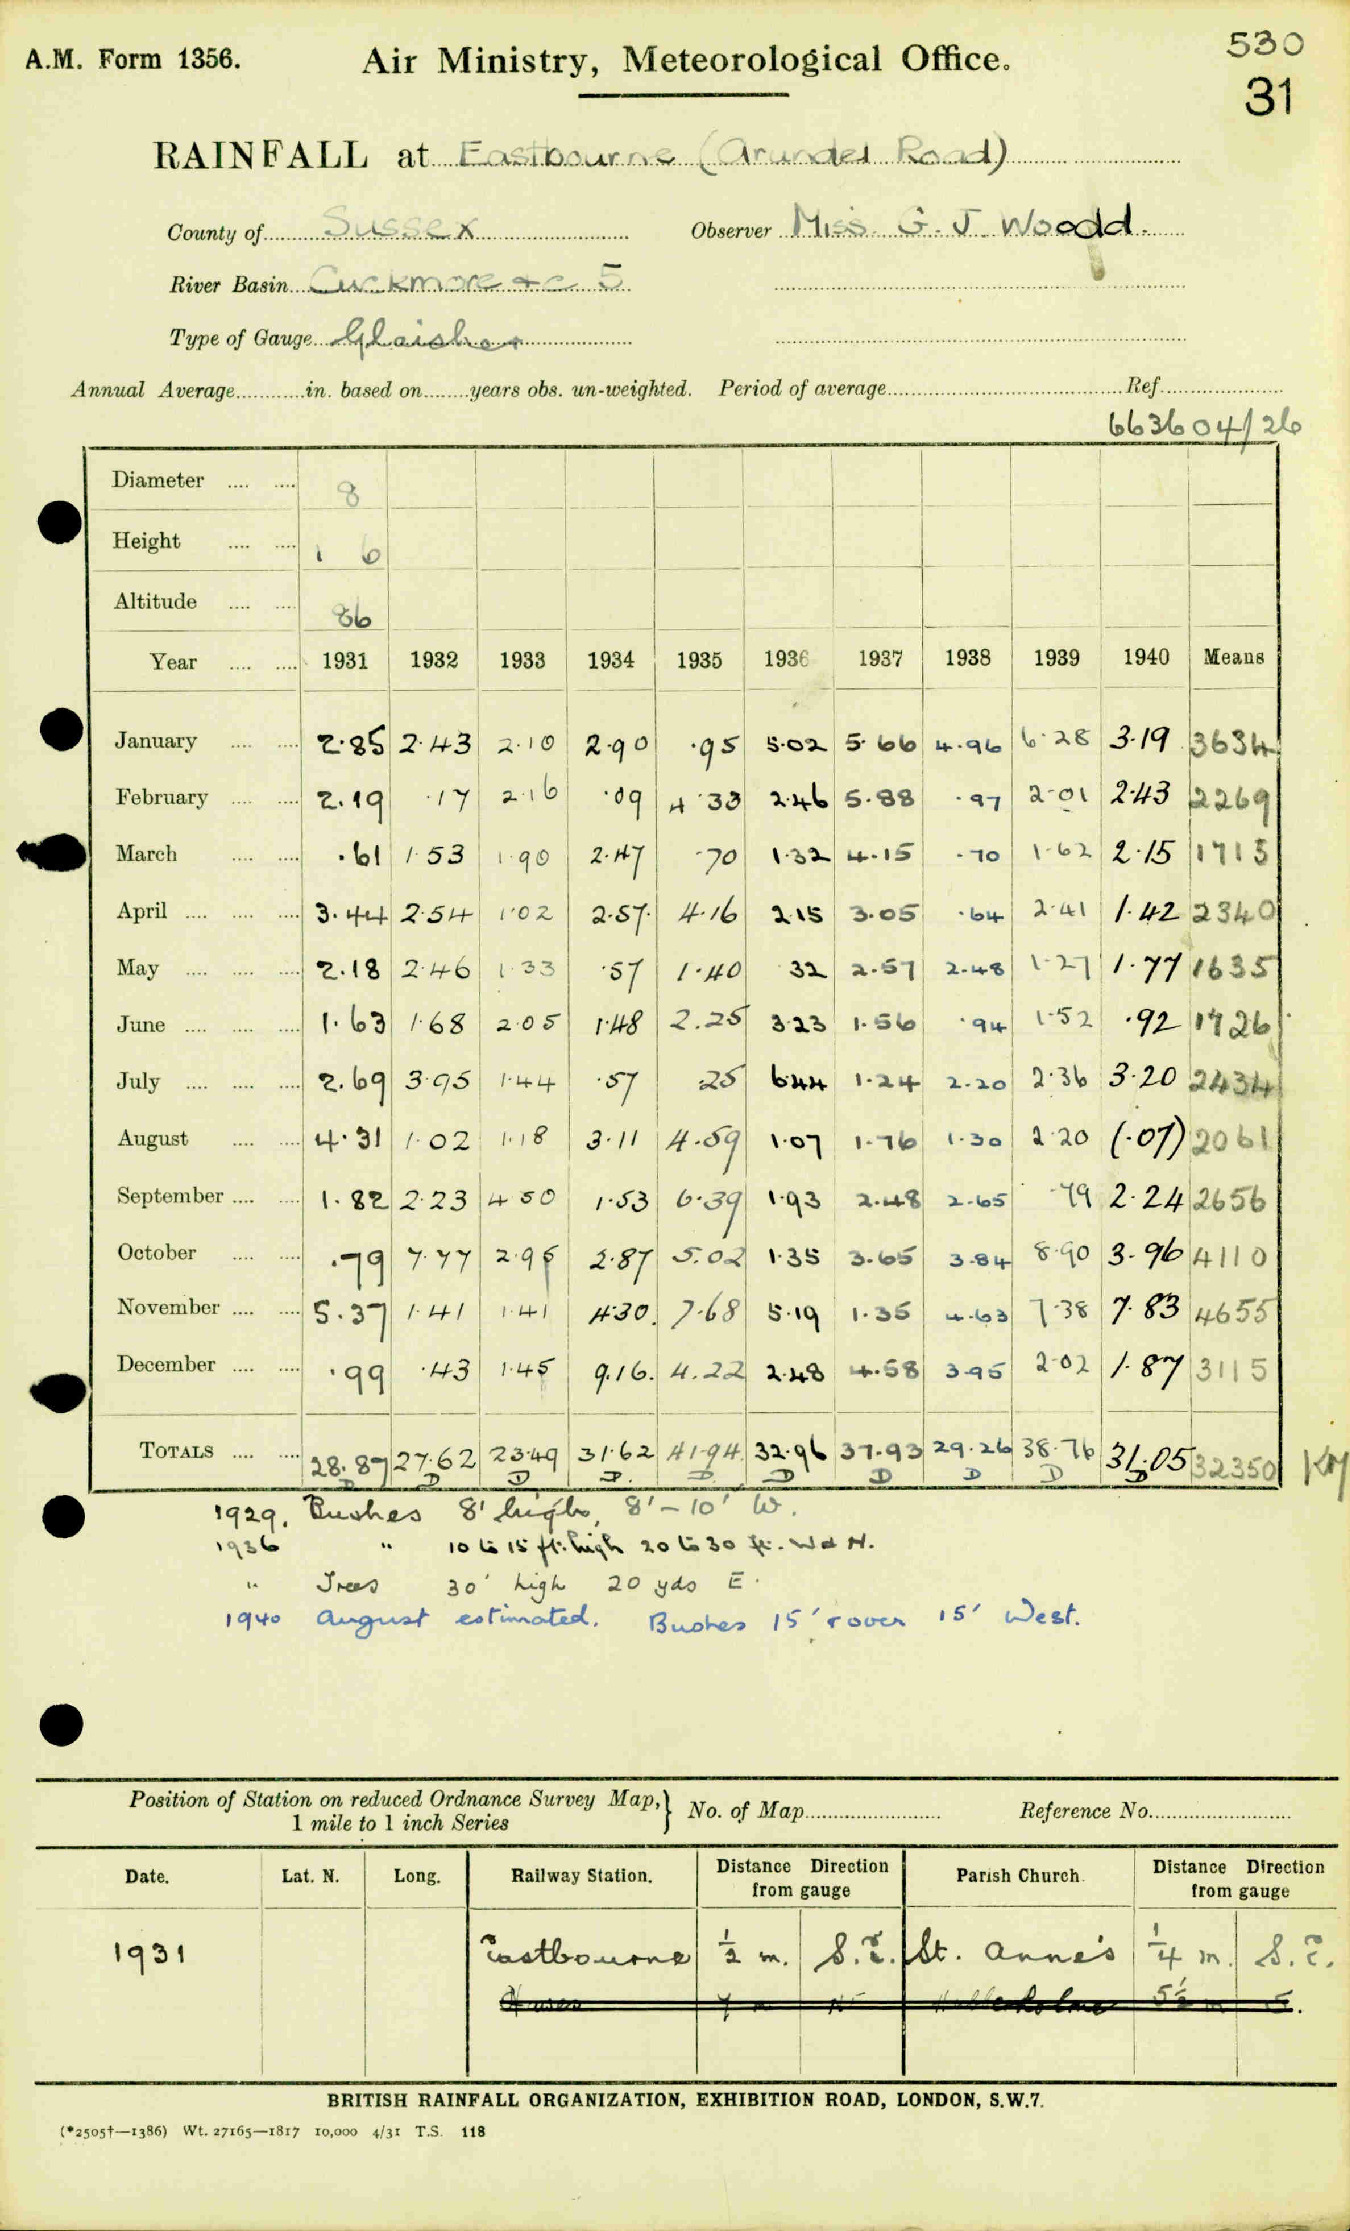 A.M. Form 1356.
Air Ministry, Meteorological Office.
530
31
RAINFALL at Eastbourne (Arundel Road)
County of Sussex Observer Miss G. J. Woodd.
River Basin Cuckmore &c 5
Type of Gauge Glaisher
Annual Average............in. based on........years obs. un-weighted. Period of average........................................Ref.....................
663604/26
Diameter .... .... 8
Height .... .... 1 6
Altitude .... .... 86
Year .... .... 1931 1932 1933 1934 1935 1936 1937 1938 1939 1940 Means
January .... .... 2.85 2.43 2.10 2.90 .95 5.02 5.66 4.96 6.28 3.19 3634
February .... .... 2.19 .17 2.16 .09 4.33 2.46 5.88 .97 2.01 2.43 2269
March .... .... .61 1.53 1.90 2.47 .70 1.32 4.15 .70 1.62 2.15 1715
April .... .... .... 3.44 2.54 1.02 2.57 4.16 2.15 3.05 .64 2.41 1.42 2340
May .... .... .... 2.18 2.46 1.33 .57 1.40 .32 2.57 2.48 1.27 1.77 1635
June .... .... .... 1.63 1.68 2.05 1.48 2.25 3.23 1.56 .94 1.52 .92 1726
July .... .... .... 2.69 3.95 1.44 .57 .25 6.44 1.24 2.20 2.36 3.20 2434
August .... .... 4.31 1.02 1.18 3.11 4.59 1.07 1.76 1.30 2.20 (.07) 2061
September .... .... 1.82 2.23 4.50 1.53 6.39 1.93 2.48 2.65 .79 2.24 2656
October .... .... .79 7.77 2.95 2.87 5.02 1.35 3.65 3.84 8.90 3.96 4110
November .... .... 5.37 1.41 1.41 4.30 7.68 5.19 1.35 4.63 7.38 7.83 4655
December .... .... .99 .43 1.45 9.16 4.22 2.48 4.58 3.95 2.02 1.87 3115
TOTALS .... .... 28.87 27.62 23.49 31.62 41.94 32.96 37.93 29.26 38.76 31.05 32350
D D D D D D D D D D
1929. Bushes 8' high, 8' – 10' W.
1936 " 10 to 15 ft. high 20 to 30 ft. W & N.
" Trees 30' high 20 yds E.
1940 August estimated. Bushes 15' & over 15' West.
Position of Station on reduced Ordnance Survey Map, } No. of Map........................ Reference No.........................
1 mile to 1 inch Series
Date. Lat. N. Long. Railway Station. Distance Direction from gauge Parish Church. Distance Direction from gauge
1931 Eastbourne ½ m. S.E. St. Anne's ¼ m. S.E.
BRITISH RAINFALL ORGANIZATION, EXHIBITION ROAD, LONDON, S.W.7.
(*2505†—1386) Wt. 27165—1817 10,000 4/31 T.S. 118